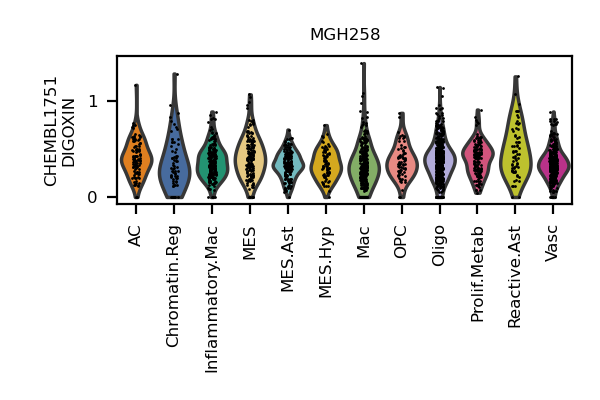 MGH258
CHEMBL1751
DIGOXIN
1
0
AC
Chromatin.Reg
Inflammatory.Mac
MES
MES.Ast
MES.Hyp
Mac
OPC
Oligo
Prolif.Metab
Reactive.Ast
Vasc